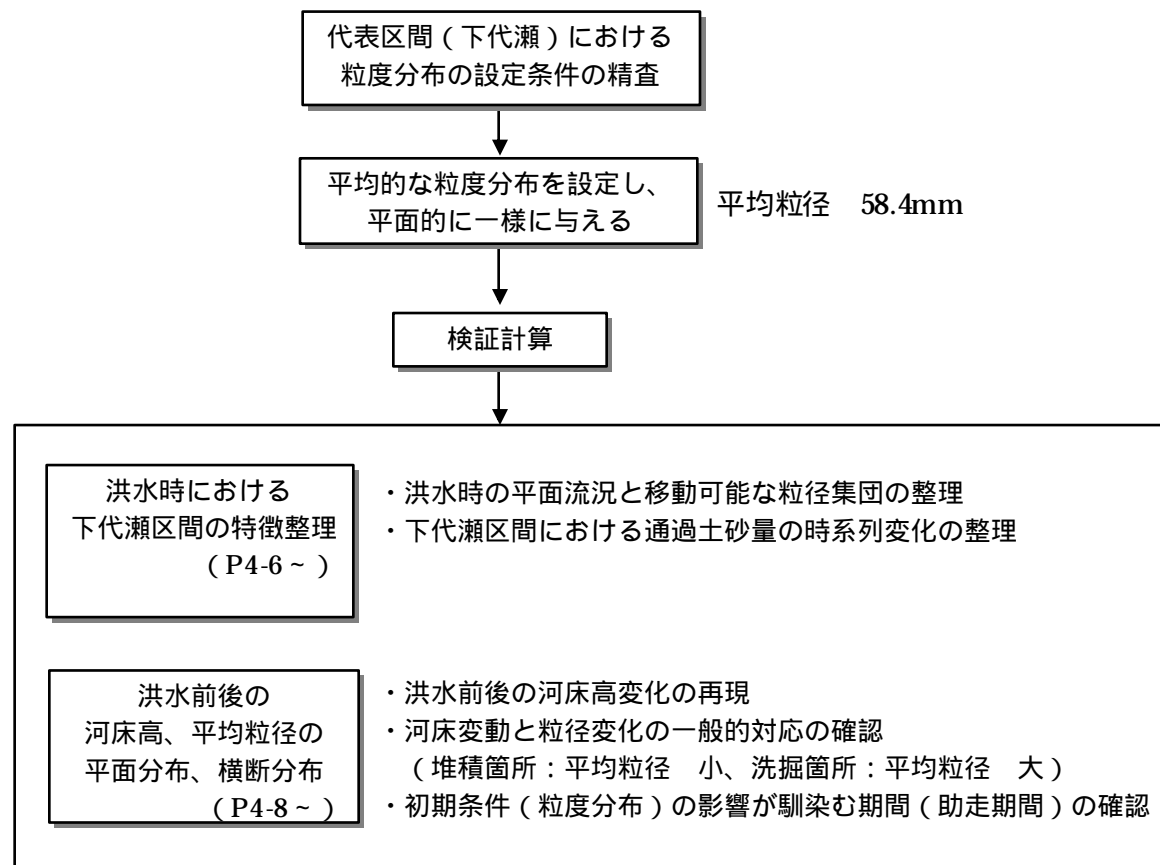 代表区間(下代瀬)における
粒度分布の設定条件の精査
平均的な粒度分布を設定し、
平面的に一様に与える
平均粒径　58.4mm
検証計算
洪水時における
下代瀬区間の特徴整理
(P4-6~)
・洪水時の平面流況と移動可能な粒径集団の整理
・下代瀬区間における通過土砂量の時系列変化の整理
洪水前後の
河床高、平均粒径の
平面分布、横断分布
(P4-8~)
・洪水前後の河床高変化の再現
・河床変動と粒径変化の一般的対応の確認
(堆積箇所:平均粒径　小、洗掘箇所:平均粒径　大)
・初期条件(粒度分布)の影響が馴染む期間(助走期間)の確認